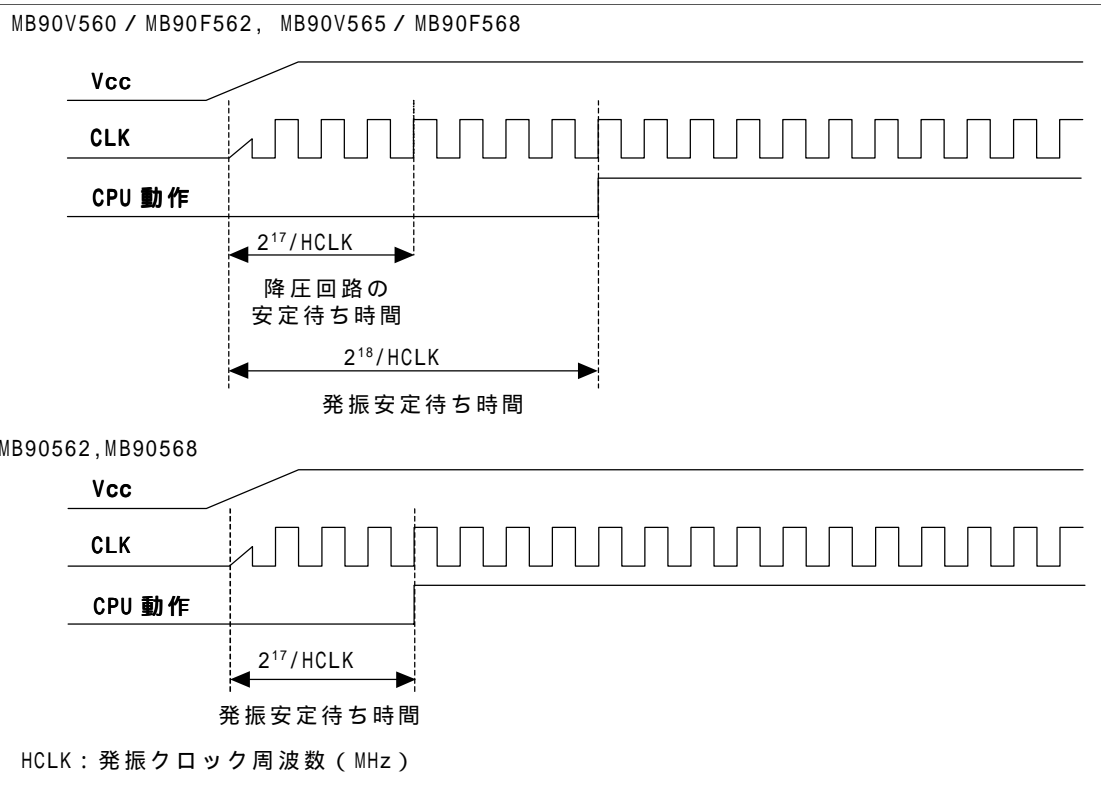 MB90V560 / MB90F562, MB90V565 / MB90F568
Vcc
CLK
CPU 動作
2¹⁷/HCLK
降圧回路の
安定待ち時間
2¹⁸/HCLK
発振安定待ち時間
MB90562,MB90568
Vcc
CLK
CPU 動作
2¹⁷/HCLK
発振安定待ち時間
HCLK：発振クロック周波数（MHz）